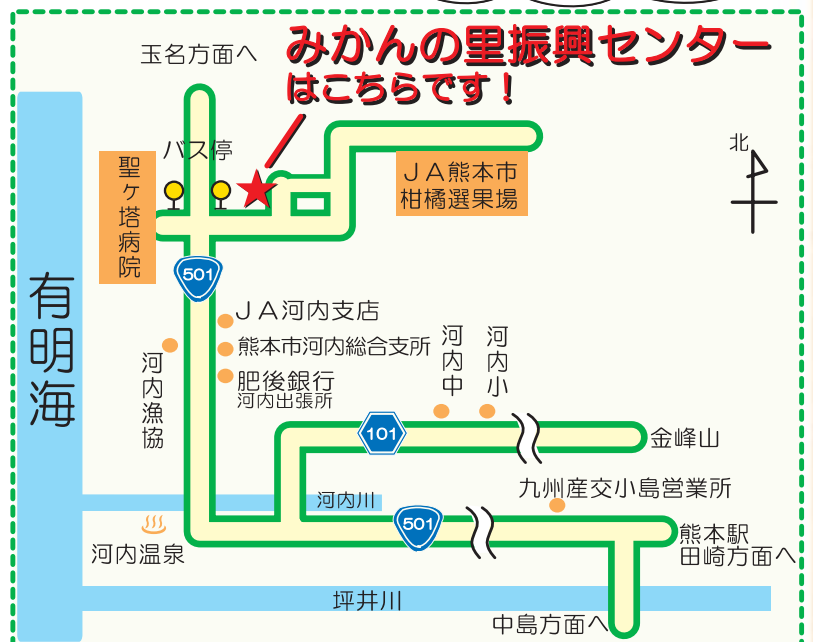 玉名方面へ
みかんの里振興センター
はこちらです！
バス停
北
聖ヶ塔病院
ＪＡ熊本市
柑橘選果場
501
有明海
ＪＡ河内支店
熊本市河内総合支所
肥後銀行
河内出張所
河内漁協
河内中
河内小
101
金峰山
九州産交小島営業所
河内川
501
熊本駅
田崎方面へ
河内温泉
坪井川
中島方面へ